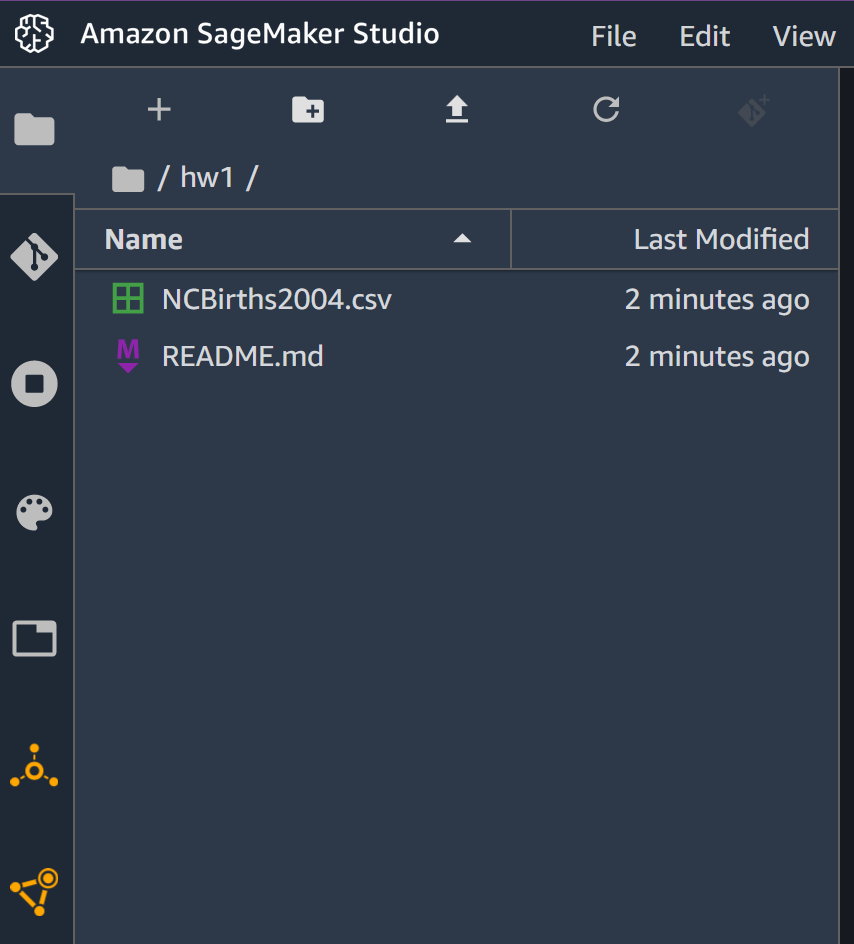 Amazon SageMaker Studio File Edit View
/ hw1 /
Name Last Modified
NCBirths2004.csv 2 minutes ago
README.md 2 minutes ago